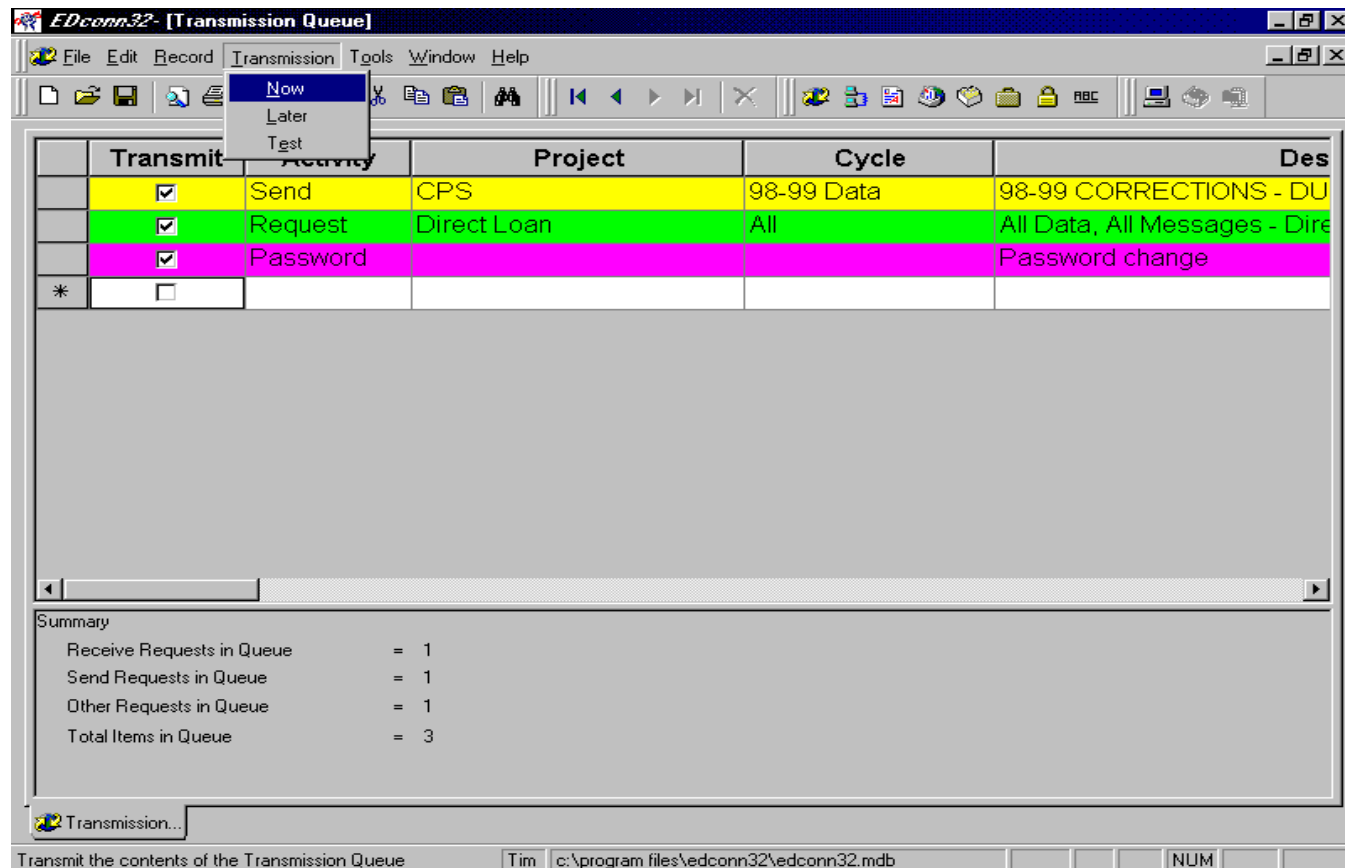 EDconn32- [Transmission Queue]
File Edit Record Transmission Tools Window Help
Now
Later
Test
ABC
Transmit Activity Project Cycle Des
Send CPS 98-99 Data 98-99 CORRECTIONS - DU
Request Direct Loan All All Data, All Messages - Dire
Password Password change
*
Summary
Receive Requests in Queue = 1
Send Requests in Queue = 1
Other Requests in Queue = 1
Total Items in Queue = 3
Transmission...
Transmit the contents of the Transmission Queue Tim c:\program files\edconn32\edconn32.mdb NUM